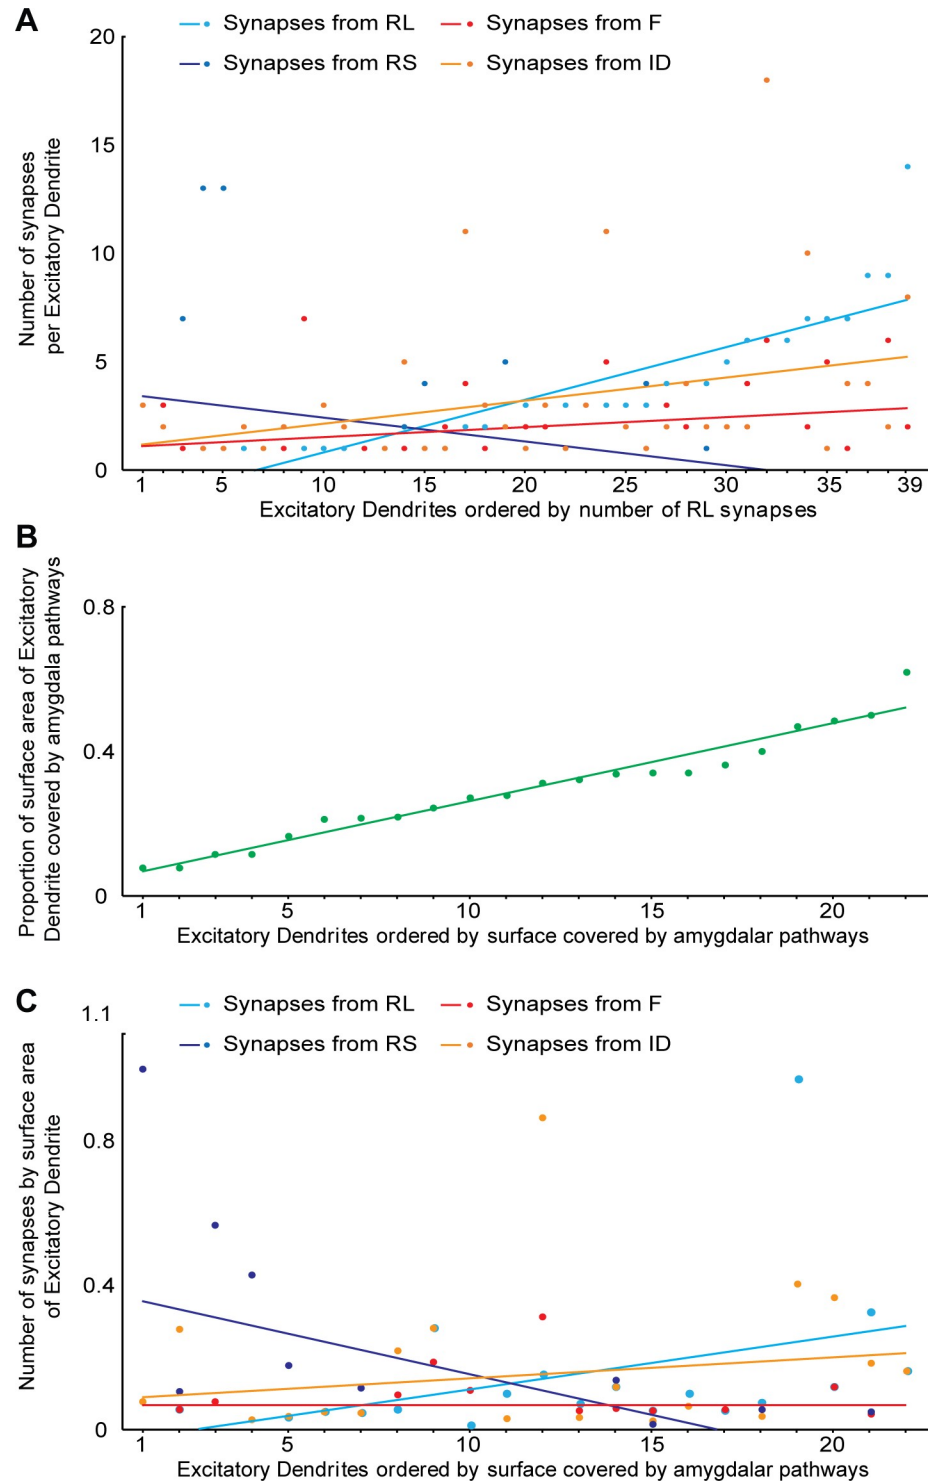 A
Synapses from RL
Synapses from F
Synapses from RS
Synapses from ID
20
15
10
5
0
Number of synapses
per Excitatory Dendrite
1 5 10 15 20 25 30 35 39
Excitatory Dendrites ordered by number of RL synapses
B
0.8
0.4
0
Proportion of surface area of Excitatory
Dendrite covered by amygdala pathways
1 5 10 15 20
Excitatory Dendrites ordered by surface covered by amygdalar pathways
C
Synapses from RL
Synapses from F
Synapses from RS
Synapses from ID
1.1
0.8
0.4
0
Number of synapses by surface area
of Excitatory Dendrite
1 5 10 15 20
Excitatory Dendrites ordered by surface covered by amygdalar pathways